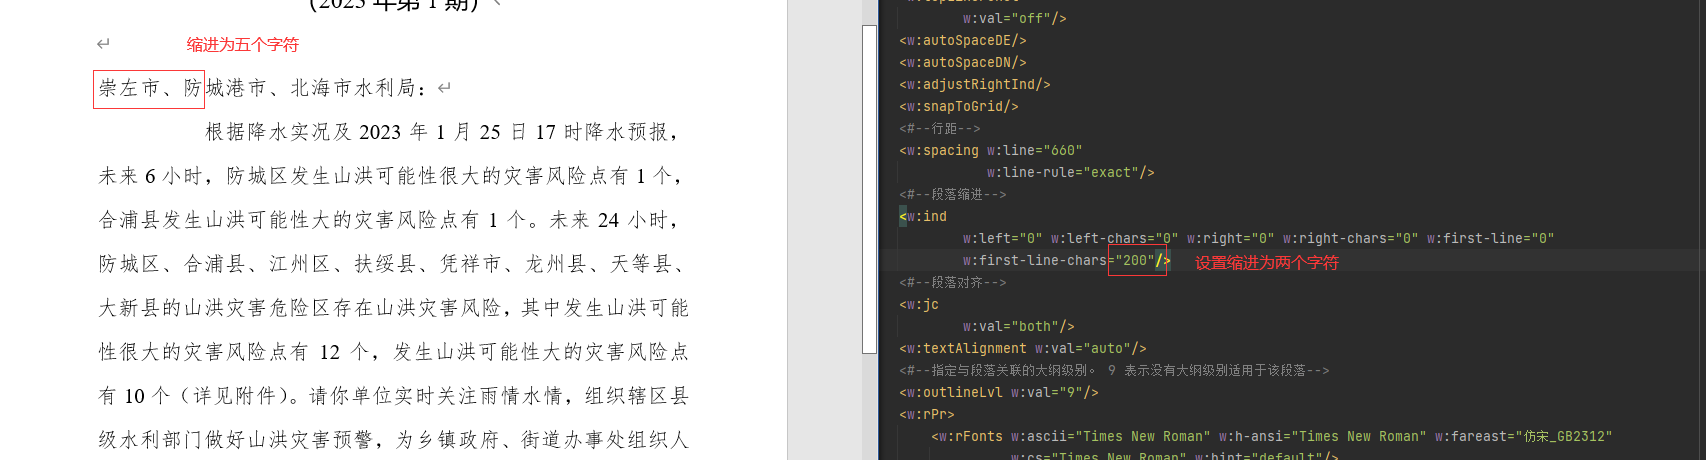 （2023 年第 1 期）
缩进为五个字符
崇左市、防城港市、北海市水利局：
根据降水实况及 2023 年 1 月 25 日 17 时降水预报，
未来 6 小时，防城区发生山洪可能性很大的灾害风险点有 1 个，
合浦县发生山洪可能性大的灾害风险点有 1 个。未来 24 小时，
防城区、合浦县、江州区、扶绥县、凭祥市、龙州县、天等县、
大新县的山洪灾害危险区存在山洪灾害风险，其中发生山洪可能
性很大的灾害风险点有 12 个，发生山洪可能性大的灾害风险点
有 10 个（详见附件）。请你单位实时关注雨情水情，组织辖区县
级水利部门做好山洪灾害预警，为乡镇政府、街道办事处组织人
w:val="off"/>
<w:autoSpaceDE/>
<w:autoSpaceDN/>
<w:adjustRightInd/>
<w:snapToGrid/>
<#--行距-->
<w:spacing w:line="660"
w:line-rule="exact"/>
<#--段落缩进-->
<w:ind
w:left="0" w:left-chars="0" w:right="0" w:right-chars="0" w:first-line="0"
w:first-line-chars="200"/>
设置缩进为两个字符
<#--段落对齐-->
<w:jc
w:val="both"/>
<w:textAlignment w:val="auto"/>
<#--指定与段落关联的大纲级别。 9 表示没有大纲级别适用于该段落-->
<w:outlineLvl w:val="9"/>
<w:rPr>
<w:rFonts w:ascii="Times New Roman" w:h-ansi="Times New Roman" w:fareast="仿宋_GB2312"
w:cs="Times New Roman" w:hint="default"/>